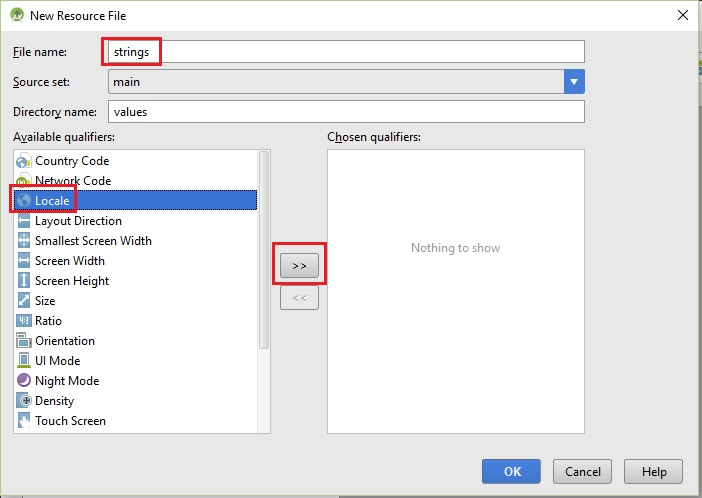 New Resource File
File name: strings
Source set: main
Directory name: values
Available qualifiers: Chosen qualifiers:
Country Code
Network Code
Locale
Layout Direction
Smallest Screen Width
Nothing to show
Screen Width
>>
Screen Height
Size
<<
Ratio
Orientation
UI Mode
Night Mode
Density
Touch Screen
OK Cancel Help